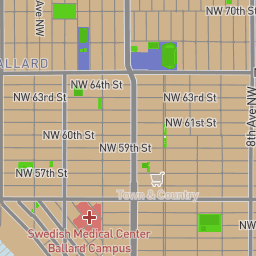 NW 70th St
Ave NW
ALLARD
NW 64th St
NW 63rd St
NW 63rd St
NW 61st St
NW 60th St
8th Ave NW
NW 59th St
NW 57th St
Town & Country
Swedish Medical Center
Ballard Campus